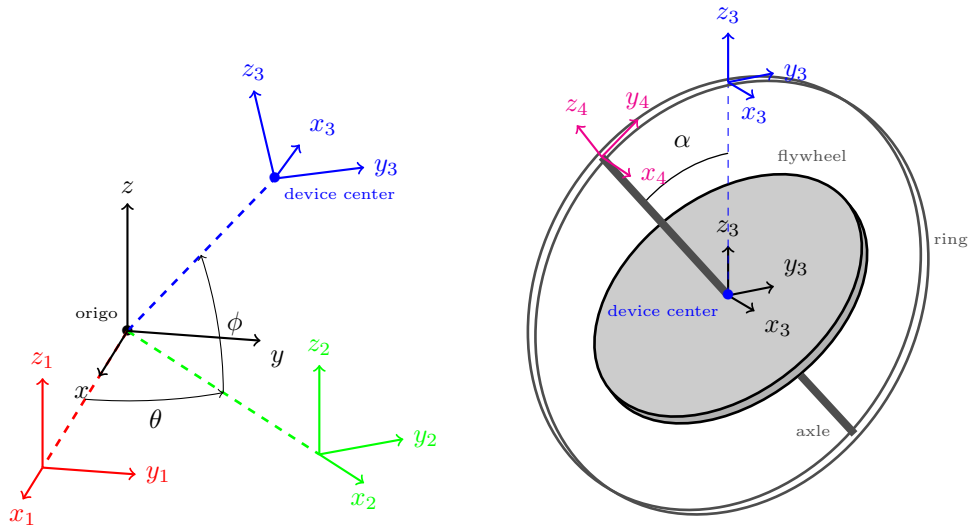 z₃
x₃
y₃
device center
z
origo
ϕ
y
x
θ
z₁
y₁
x₁
z₂
y₂
x₂
z₃
y₃
x₃
z₄
y₄
x₄
α
flywheel
z₃
y₃
x₃
device center
ring
axle